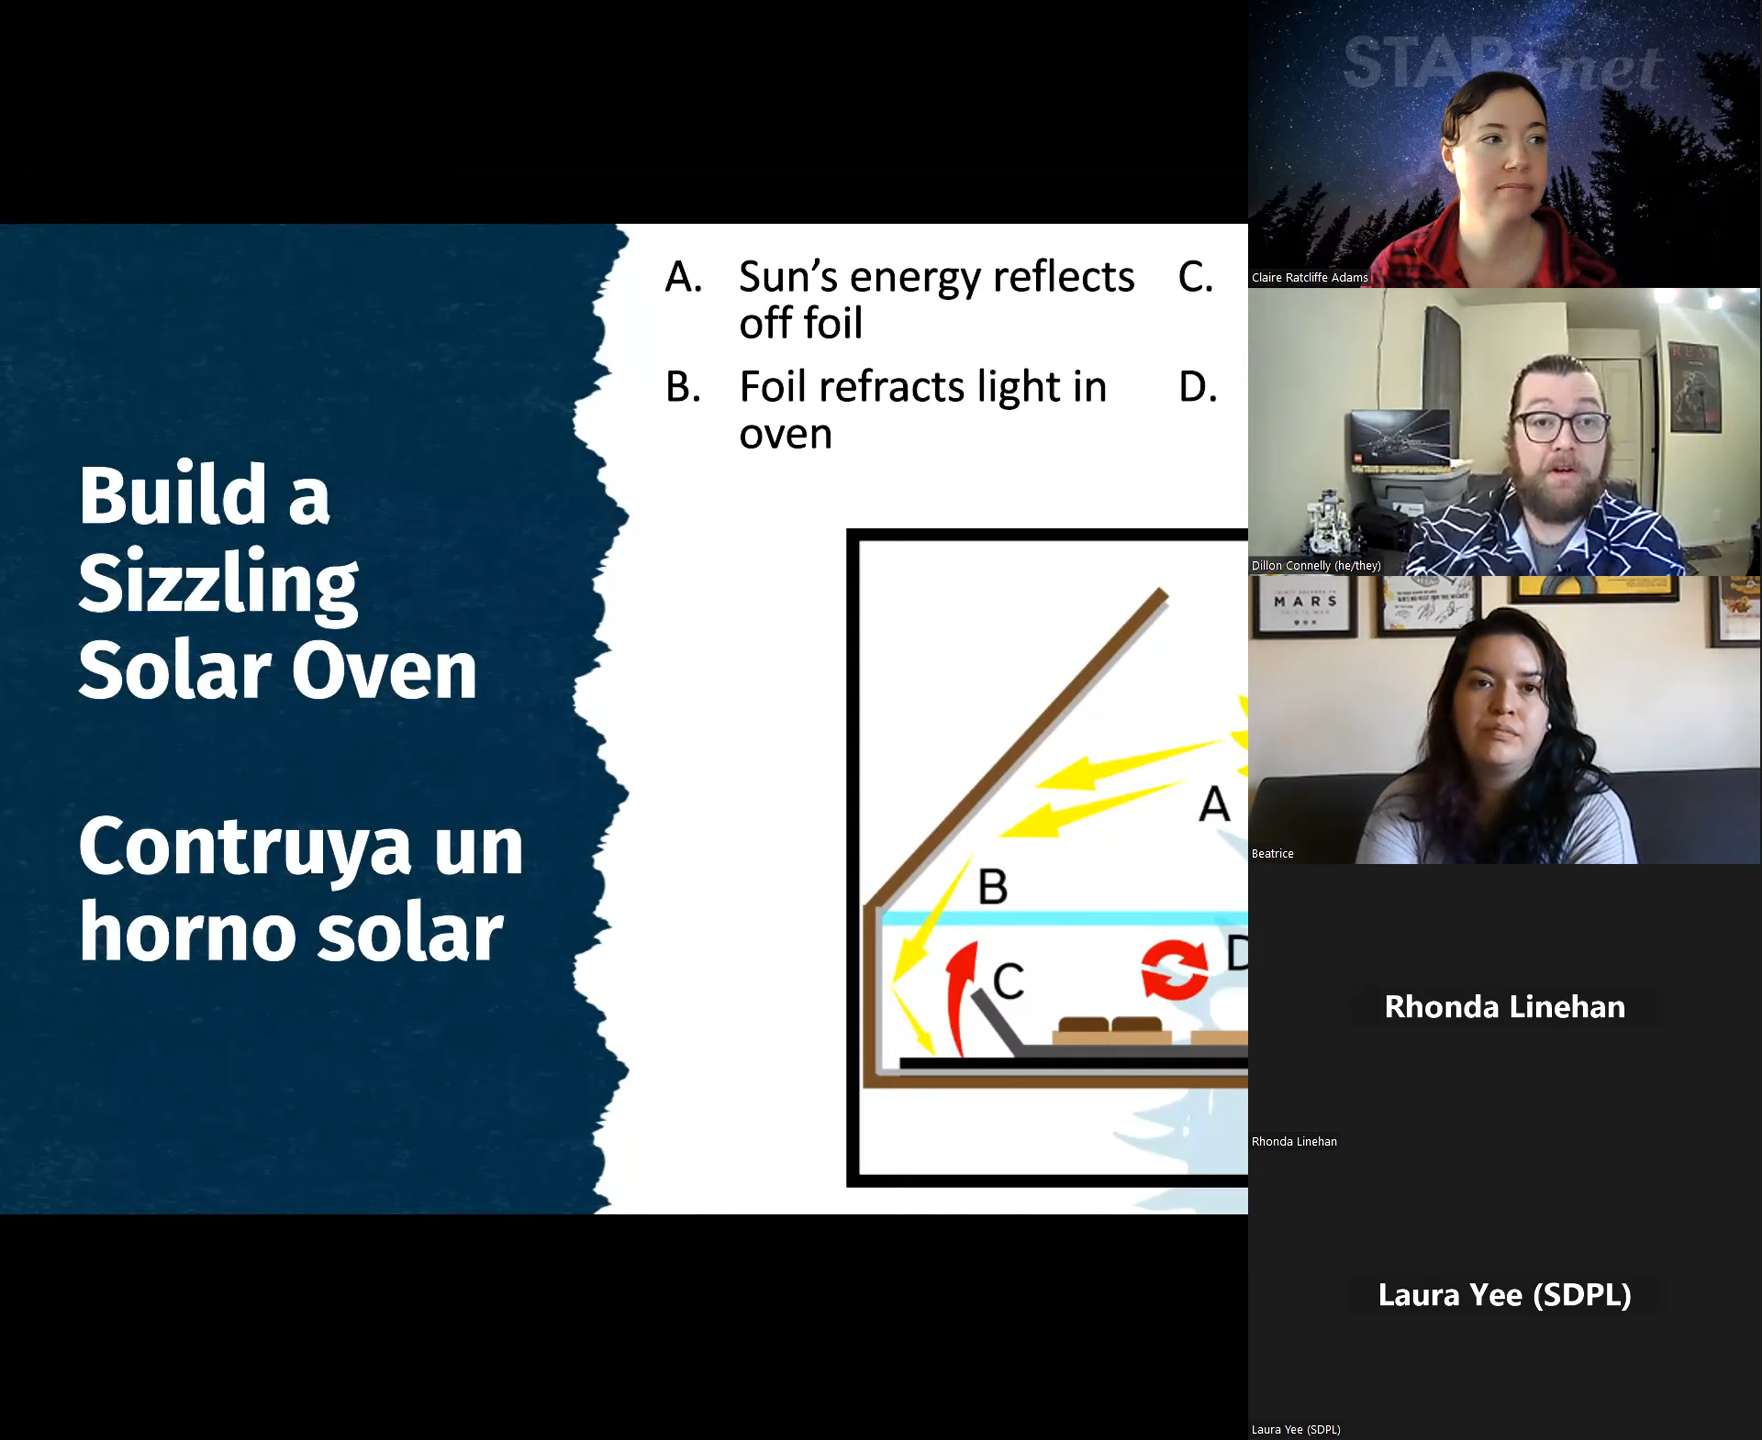 Build a
Sizzling
Solar Oven
Contruya un
horno solar
A. Sun's energy reflects
off foil
B. Foil refracts light in
oven
C.
D.
A
B
C
D
STAR net
Claire Ratcliffe Adams
READ
Dillon Connelly (he/they)
MARS
Beatrice
Rhonda Linehan
Rhonda Linehan
Laura Yee (SDPL)
Laura Yee (SDPL)